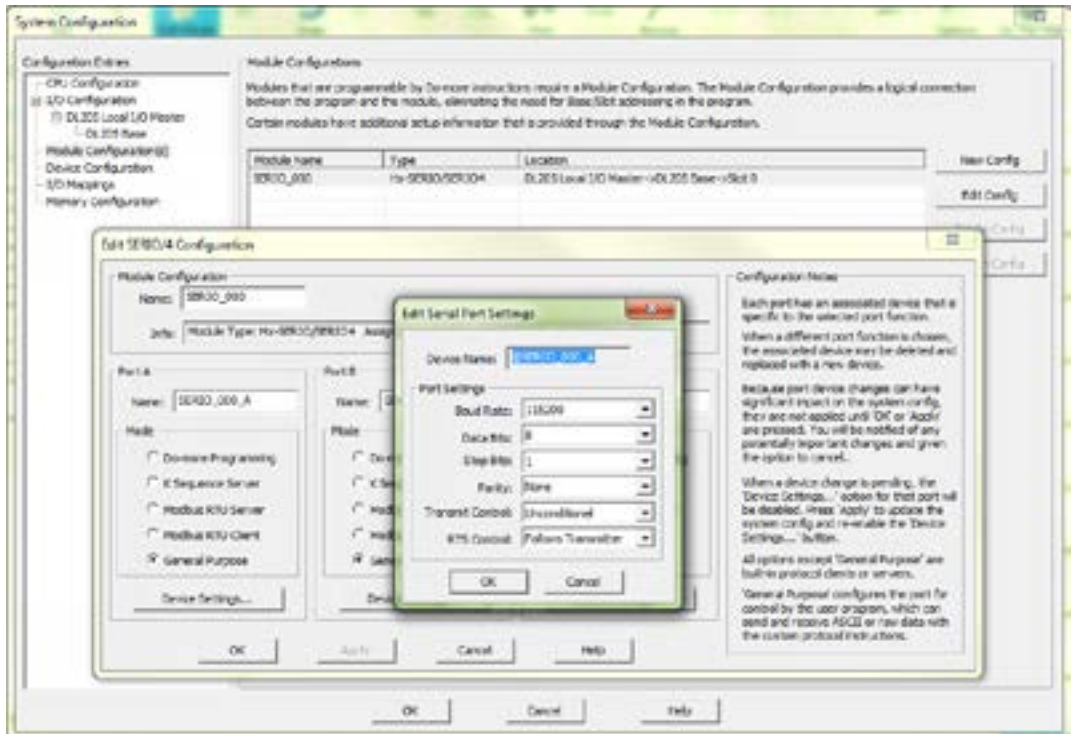 System Configuration
Configuration Entries
CPU Configuration
I/O Configuration
DL205 Local I/O Master
DL205 Base
Module Configuration(s)
Device Configuration
I/O Mappings
Memory Configuration
Module Configurations
Modules that are programmable by Do-more instructions require a Module Configuration. The Module Configuration provides a logical connection
between the program and the module, eliminating the need for Base/Slot addressing in the program.
Certain modules have additional setup information that is provided through the Module Configuration.
Module Name Type Location
SERIO_000 Hx-SERIO/SERIO4 DL205 Local I/O Master->DL205 Base->Slot 0
New Config
Edit Config
Config
Config
Edit SERIO/4 Configuration
Module Configuration
Name: SERIO_000
Info: Module Type: Hx-SERIO/SERIO4
Port A
Name: SERIO_000_A
Mode
Do-more Programming
K Sequence Server
Modbus RTU Server
Modbus RTU Client
General Purpose
Device Settings...
Port B
Name:
Mode
OK
Apply
Cancel
Help
Edit Serial Port Settings
Device Name: SERIO_000_A
Port Settings
Baud Rate: 115200
Data Bits: 8
Stop Bits: 1
Parity: None
Transmit Control: Unconditional
RTS Control: Follows Transmitter
OK
Cancel
Configuration Notes
Each port has an associated device that is
specific to the selected port function.
When a different port function is chosen,
the associated device may be deleted and
replaced with a new device.
Because port device changes can have
significant impact on the system config,
they are not applied until 'OK' or 'Apply'
are pressed. You will be notified of any
potentially important changes and given
the option to cancel.
When a device change is pending, the
'Device Settings...' option for that port will
be disabled. Press 'Apply' to update the
system config and re-enable the 'Device
Settings...' button.
All options except 'General Purpose' are
built-in protocol clients or servers.
'General Purpose' configures the port for
control by the user program, which can
send and receive ASCII or raw data with
the custom protocol instructions.
OK
Cancel
Help